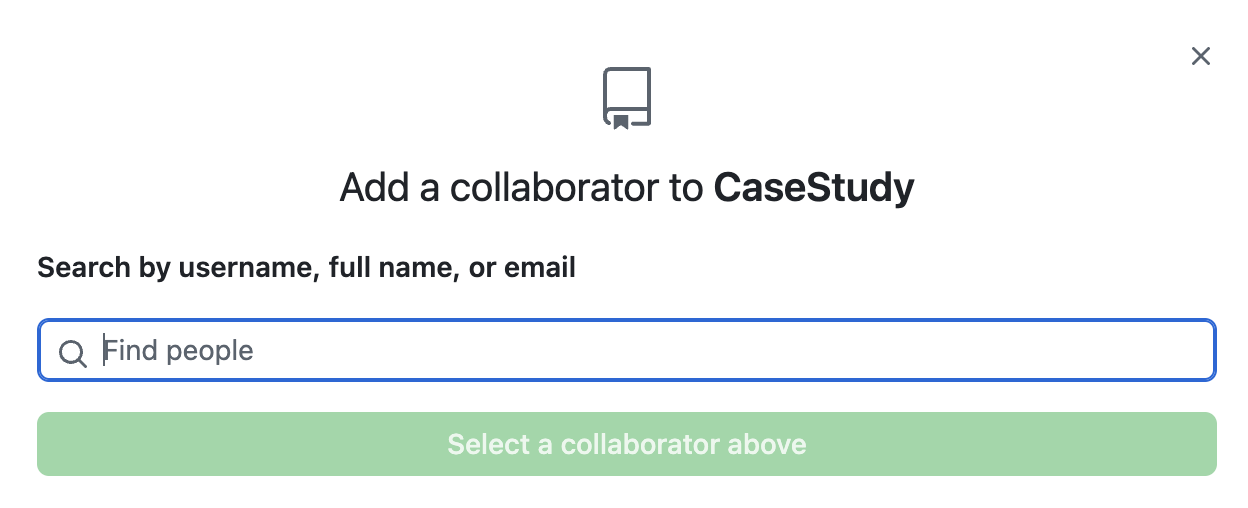 Add a collaborator to CaseStudy
Search by username, full name, or email
Find people
Select a collaborator above